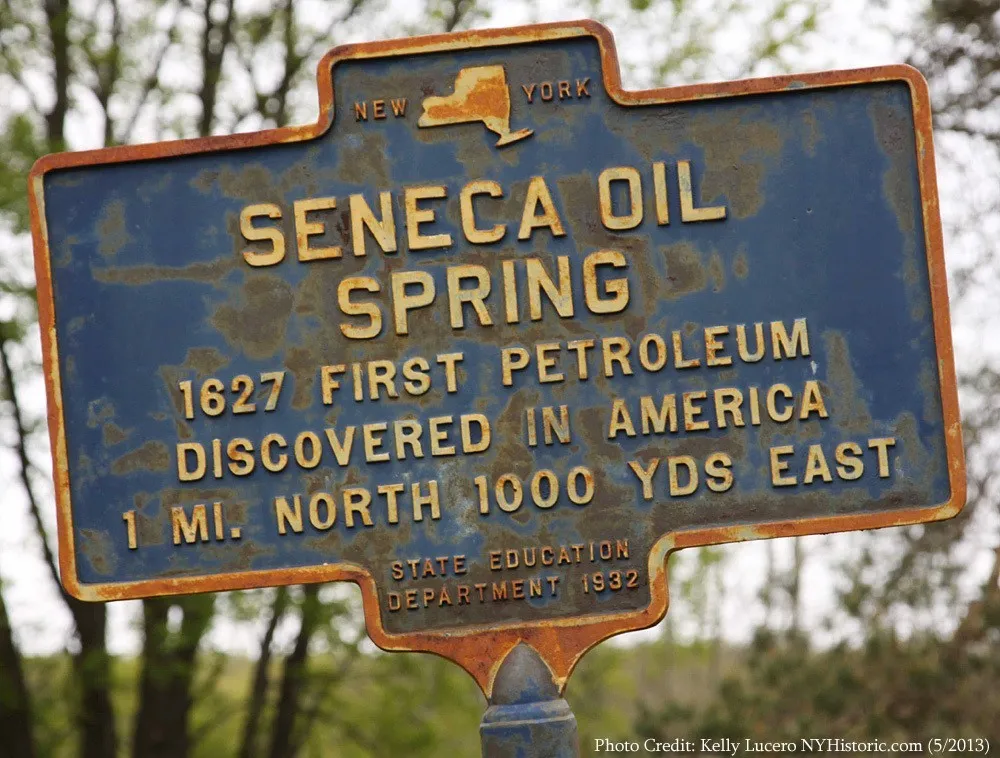 NEW YORK
SENECA OIL
SPRING
1627 FIRST PETROLEUM
DISCOVERED IN AMERICA
1 MI. NORTH 1000 YDS EAST
STATE EDUCATION
DEPARTMENT 1932
Photo Credit: Kelly Lucero NYHistoric.com (5/2013)